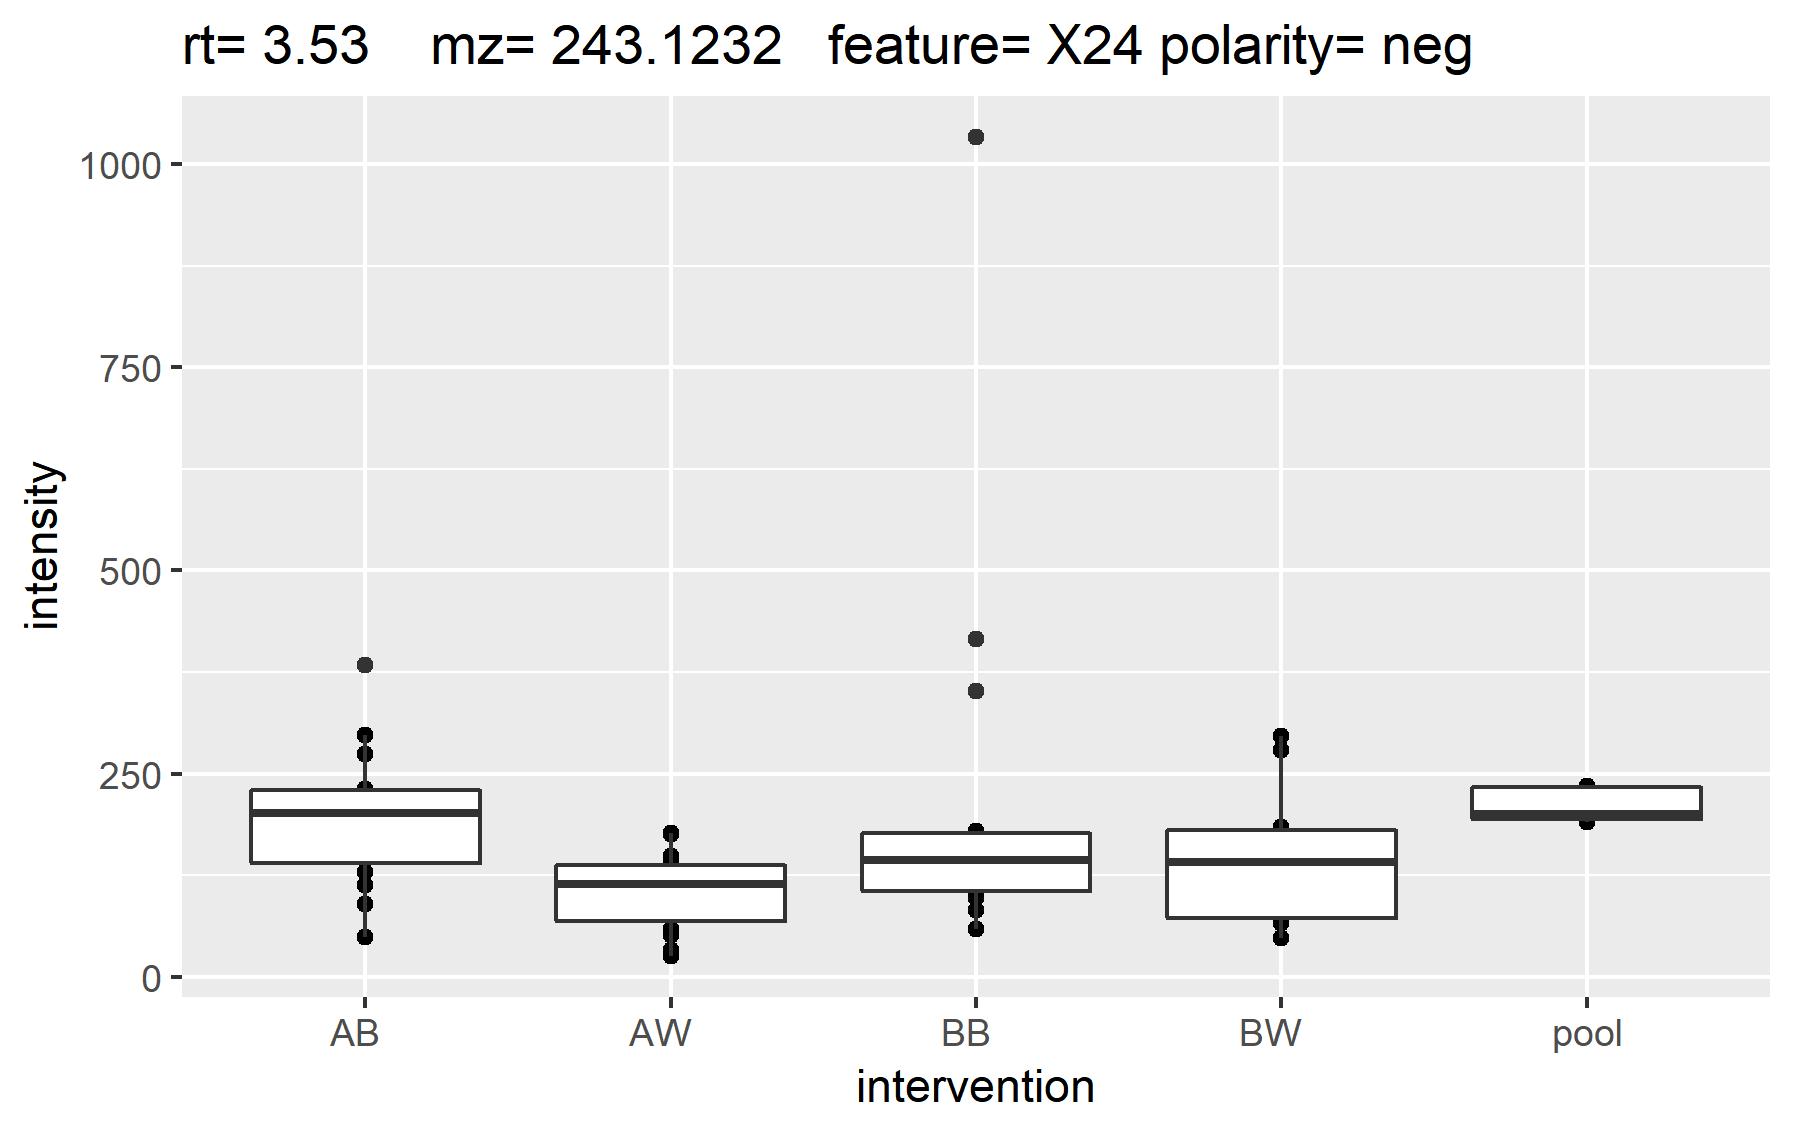 rt= 3.53    mz= 243.1232   feature= X24 polarity= neg
1000
750
500
250
0
intensity
AB AW BB BW pool
intervention